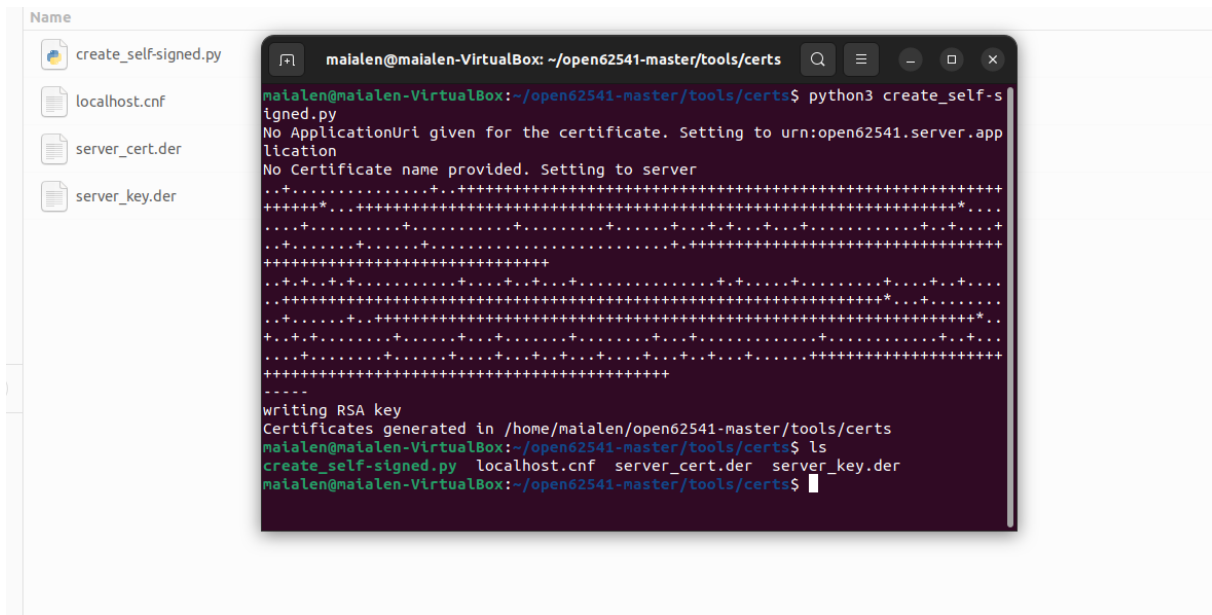 Name
create_self-signed.py
localhost.cnf
server_cert.der
server_key.der
maialen@maialen-VirtualBox: ~/open62541-master/tools/certs
maialen@maialen-VirtualBox:~/open62541-master/tools/certs$ python3 create_self-s
igned.py
No ApplicationUri given for the certificate. Setting to urn:open62541.server.app
lication
No Certificate name provided. Setting to server
..+...............+..+++++++++++++++++++++++++++++++++++++++++++++++++++++++++++
++++++*...+++++++++++++++++++++++++++++++++++++++++++++++++++++++++++++++++*....
....+..........+...........+.........+......+...+.+...+...+............+..+....+
..+.......+......+..........................+.++++++++++++++++++++++++++++++++++
+++++++++++++++++++++++++++++++
..+.+..+.+...........+....+..+...+...............+.+.....+.........+....+..+....
..+++++++++++++++++++++++++++++++++++++++++++++++++++++++++++++++++*...+........
..+......+..+++++++++++++++++++++++++++++++++++++++++++++++++++++++++++++++++*..
+..+.+........+......+...+.......+........+...+.............+............+..+...
....+........+......+....+...+..+...+....+...+..+...+......+++++++++++++++++++++
++++++++++++++++++++++++++++++++++++++++++++
-----
writing RSA key
Certificates generated in /home/maialen/open62541-master/tools/certs
maialen@maialen-VirtualBox:~/open62541-master/tools/certs$ ls
create_self-signed.py localhost.cnf server_cert.der server_key.der
maialen@maialen-VirtualBox:~/open62541-master/tools/certs$